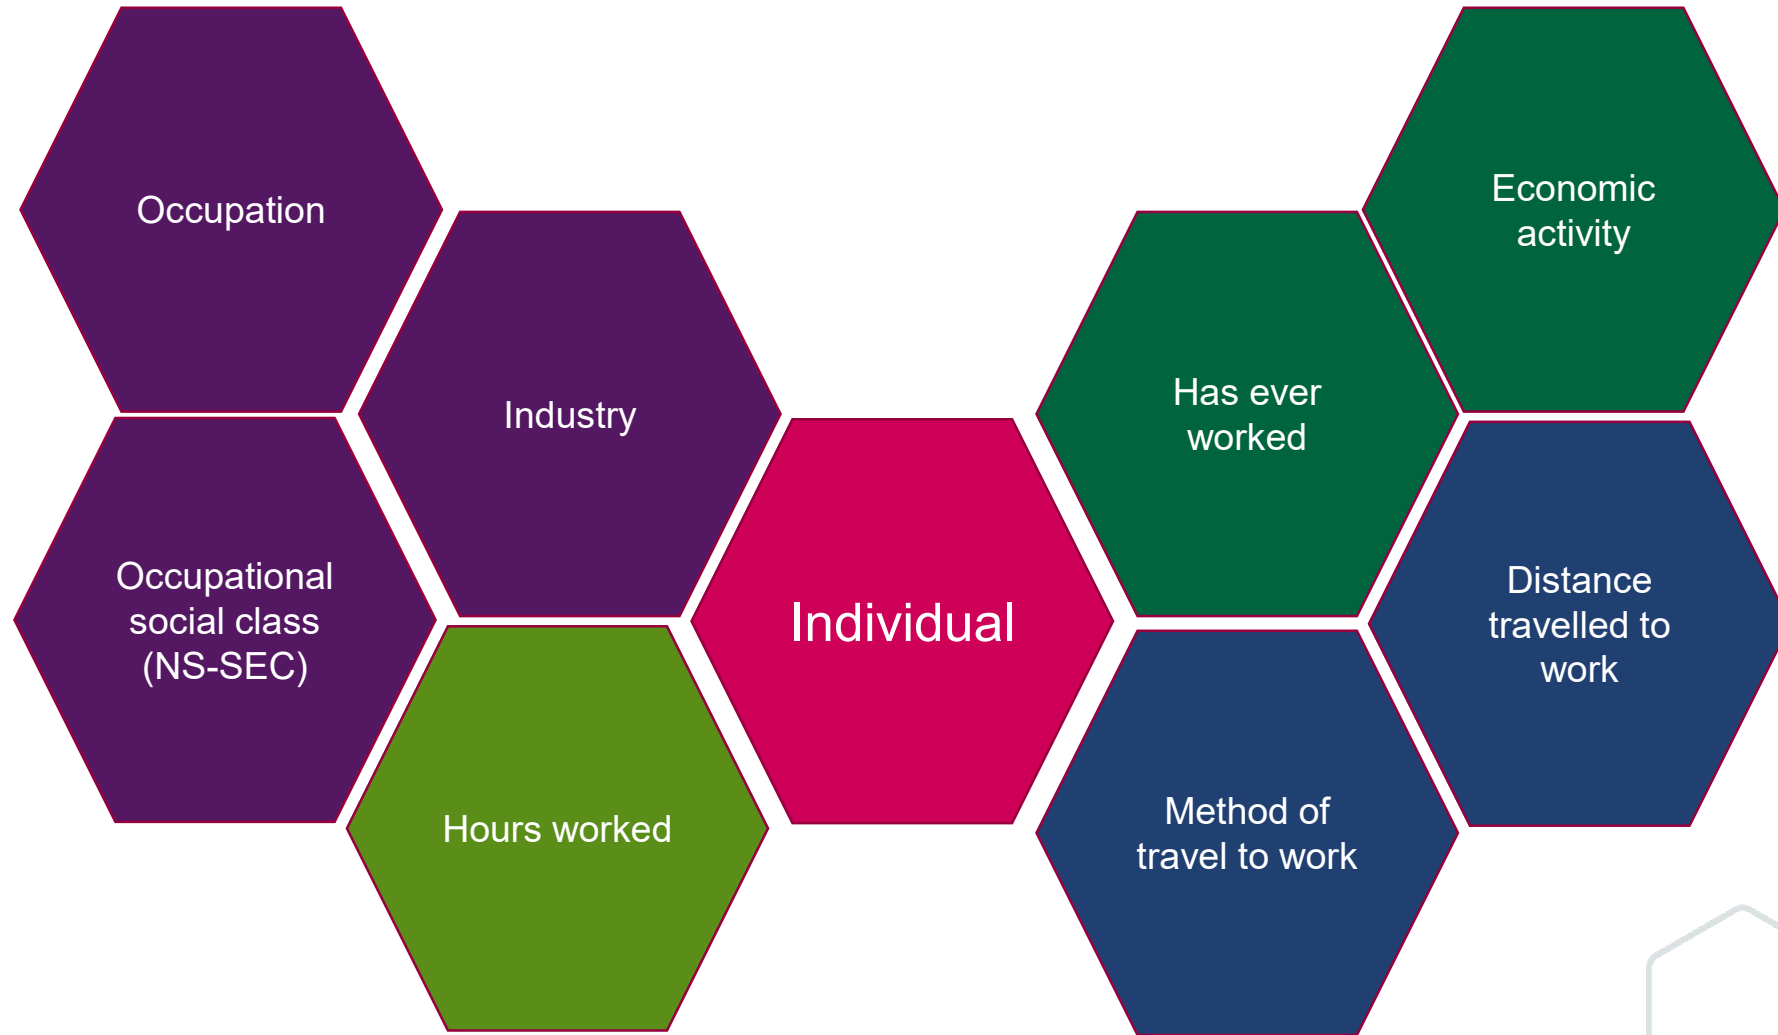 Occupation
Industry
Occupational
social class
(NS-SEC)
Hours worked
Individual
Has ever
worked
Economic
activity
Method of
travel to work
Distance
travelled to
work